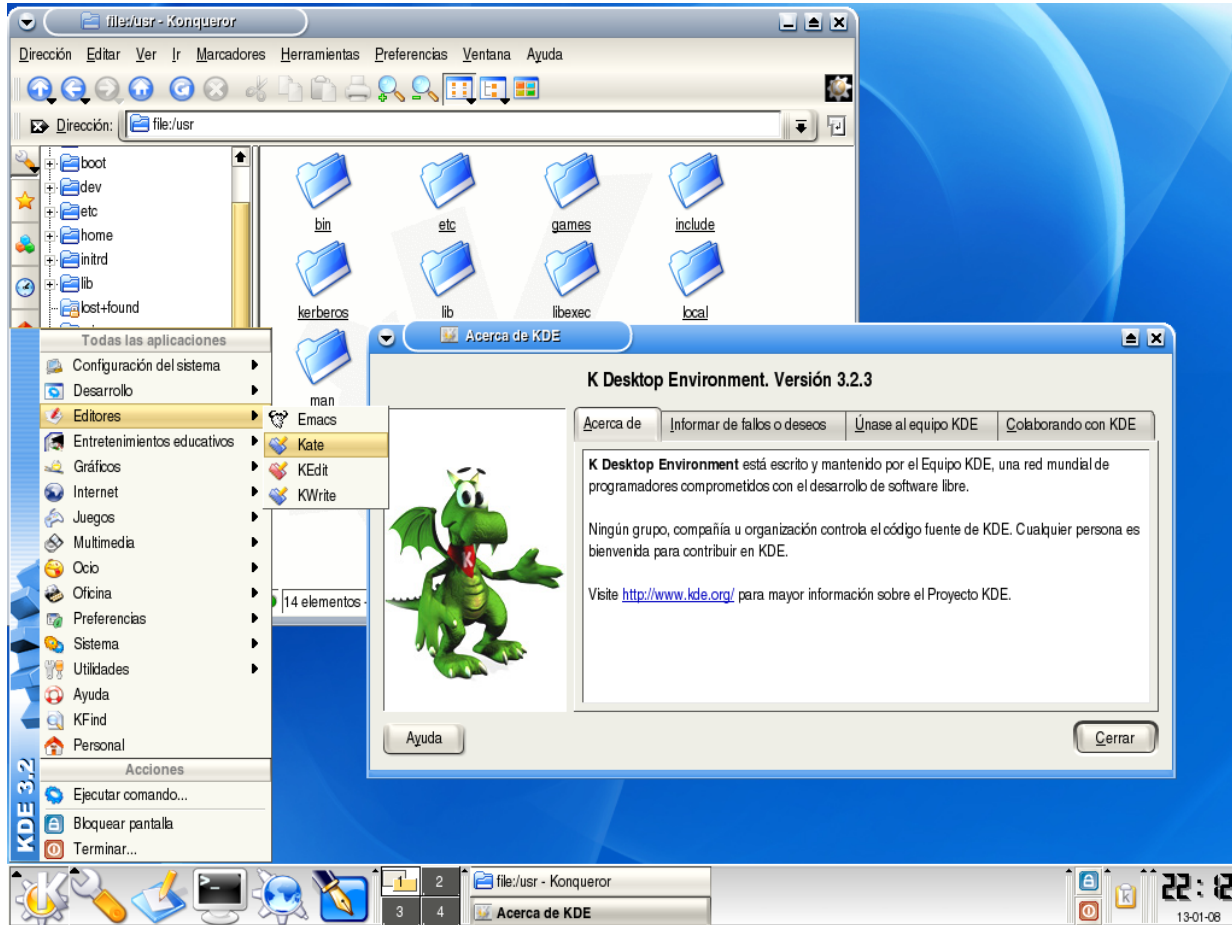 file:/usr - Konqueror
Dirección Editar Ver Ir Marcadores Herramientas Preferencias Ventana Ayuda
Dirección: file:/usr
boot
dev
etc
home
initrd
lib
lost+found
bin etc games include
kerberos lib libexec local
man
14 elementos -
Todas las aplicaciones
Configuración del sistema
Desarrollo
Editores
Entretenimientos educativos
Gráficos
Internet
Juegos
Multimedia
Ocio
Oficina
Preferencias
Sistema
Utilidades
Ayuda
KFind
Personal
Acciones
Ejecutar comando...
Bloquear pantalla
Terminar...
KDE 3.2
Emacs
Kate
KEdit
KWrite
Acerca de KDE
K Desktop Environment. Versión 3.2.3
Acerca de Informar de fallos o deseos Únase al equipo KDE Colaborando con KDE
K Desktop Environment está escrito y mantenido por el Equipo KDE, una red mundial de
programadores comprometidos con el desarrollo de software libre.
Ningún grupo, compañía u organización controla el código fuente de KDE. Cualquier persona es
bienvenida para contribuir en KDE.
Visite http://www.kde.org/ para mayor información sobre el Proyecto KDE.
K
Ayuda Cerrar
1 2 file:/usr - Konqueror
3 4 Acerca de KDE
22:12
13-01-08